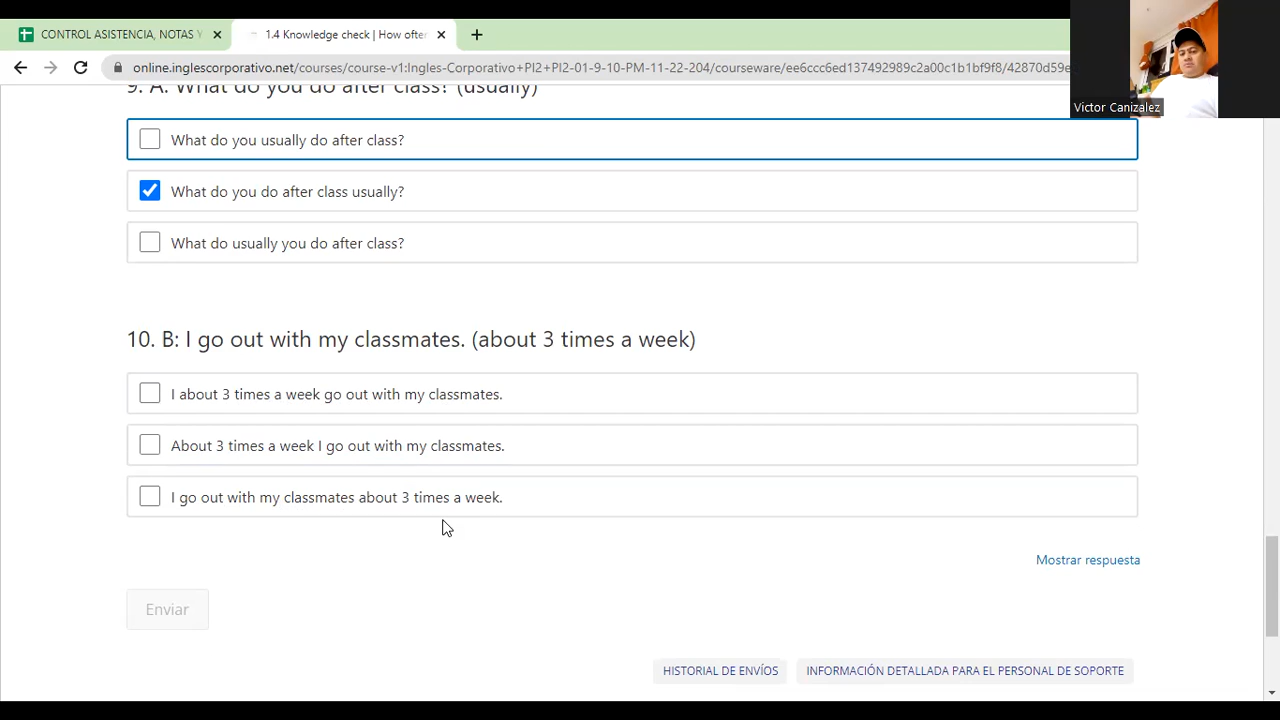 CONTROL ASISTENCIA, NOTAS Y
1.4 Knowledge check | How ofte
online.inglescorporativo.net/courses/course-v1:Ingles-Corporativo+PI2+PI2-01-9-10-PM-11-22-204/courseware/ee6ccc6ed137492989c2a00c1b1bf9f8/42870d59e
Victor Canizalez
9. A: What do you do after class? (usually)
What do you usually do after class?
What do you do after class usually?
What do usually you do after class?
10. B: I go out with my classmates. (about 3 times a week)
I about 3 times a week go out with my classmates.
About 3 times a week I go out with my classmates.
I go out with my classmates about 3 times a week.
Mostrar respuesta
Enviar
HISTORIAL DE ENVÍOS
INFORMACIÓN DETALLADA PARA EL PERSONAL DE SOPORTE